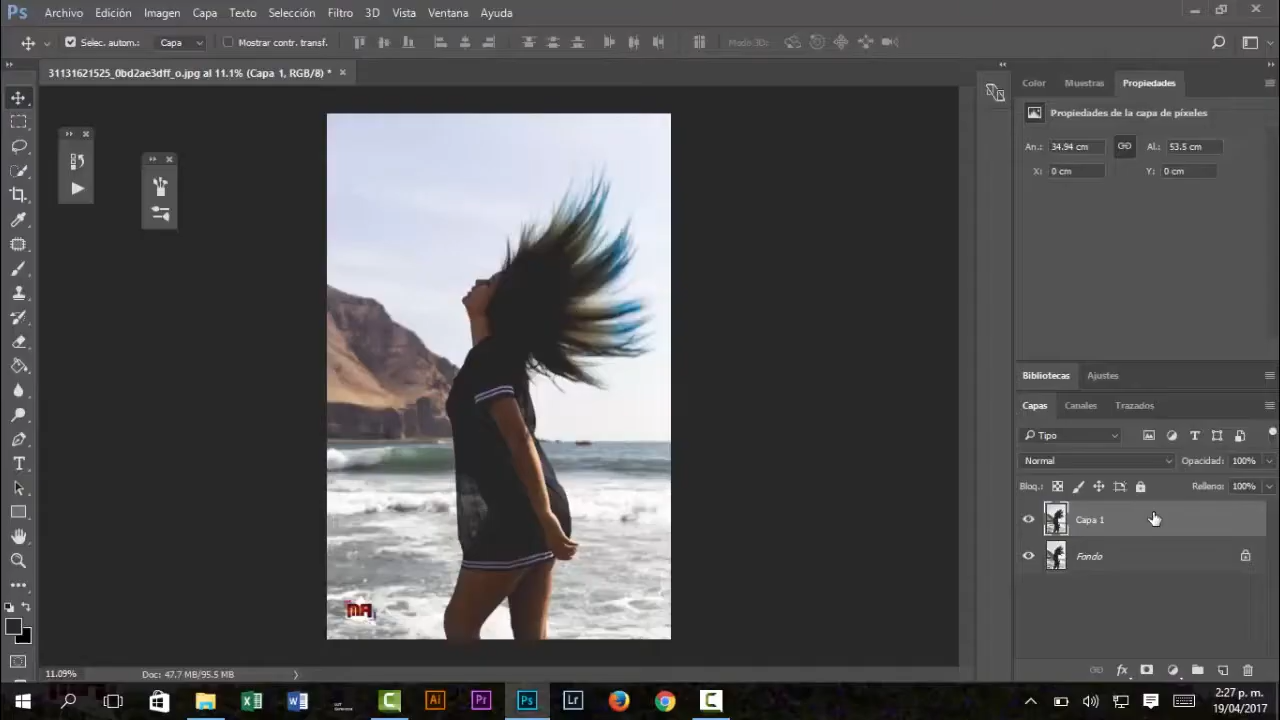 Ps Archivo Edición Imagen Capa Texto Selección Filtro 3D Vista Ventana Ayuda
Selec. autom.: Capa Mostrar contr. transf. Modo 3D:
31131621525_0bd2ae3dff_o.jpg al 11.1% (Capa 1, RGB/8) *
Color Muestras Propiedades
Propiedades de la capa de píxeles
An.: 34.94 cm Al.: 53.5 cm
X: 0 cm Y: 0 cm
Bibliotecas Ajustes
Capas Canales Trazados
Tipo
Normal Opacidad: 100%
Bloq.: Relleno: 100%
Capa 1
Fondo
MA
11.09% Doc: 47.7 MB/95.5 MB
Ai Pr Ps Lr
2:27 p. m.
19/04/2017